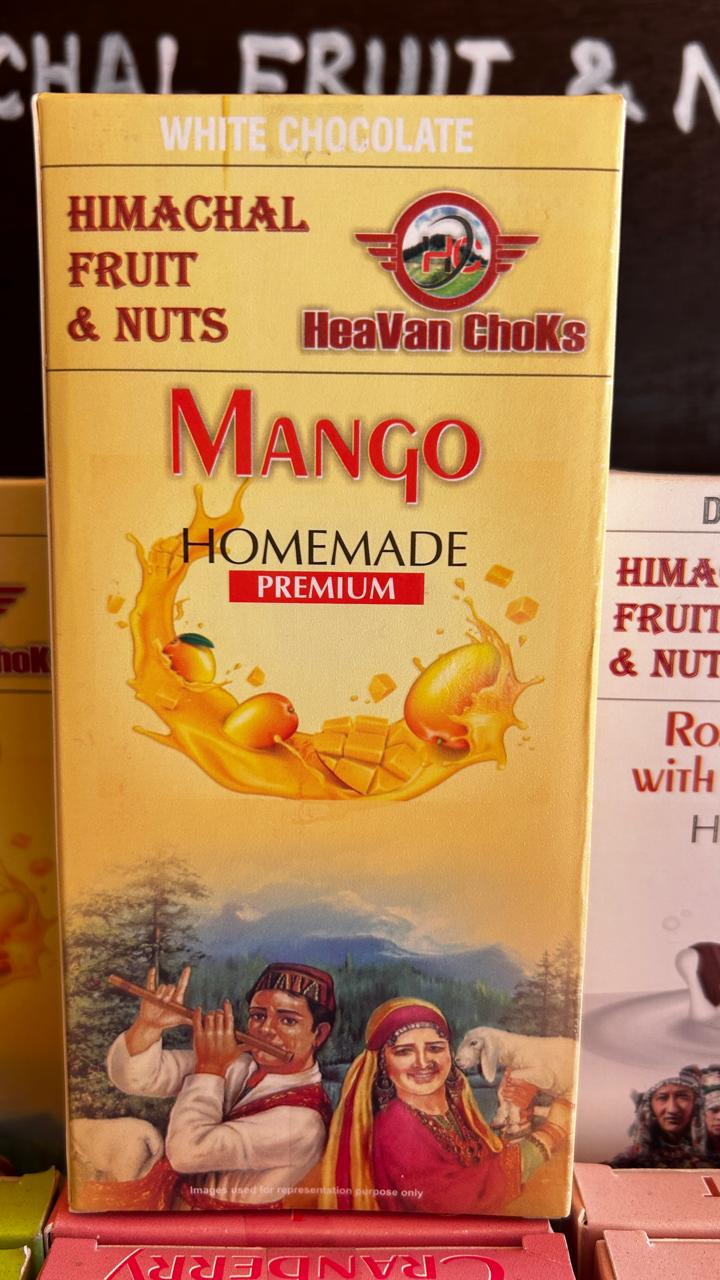 FRUIT &
WHITE CHOCOLATE
HIMACHAL
FRUIT
& NUTS
HC
HeaVan ChoKs
MANGO
HOMEMADE
PREMIUM
Images used for representation purpose only
HIMA
FRUIT
& NUT
Ro
with
H
CRANBERRY